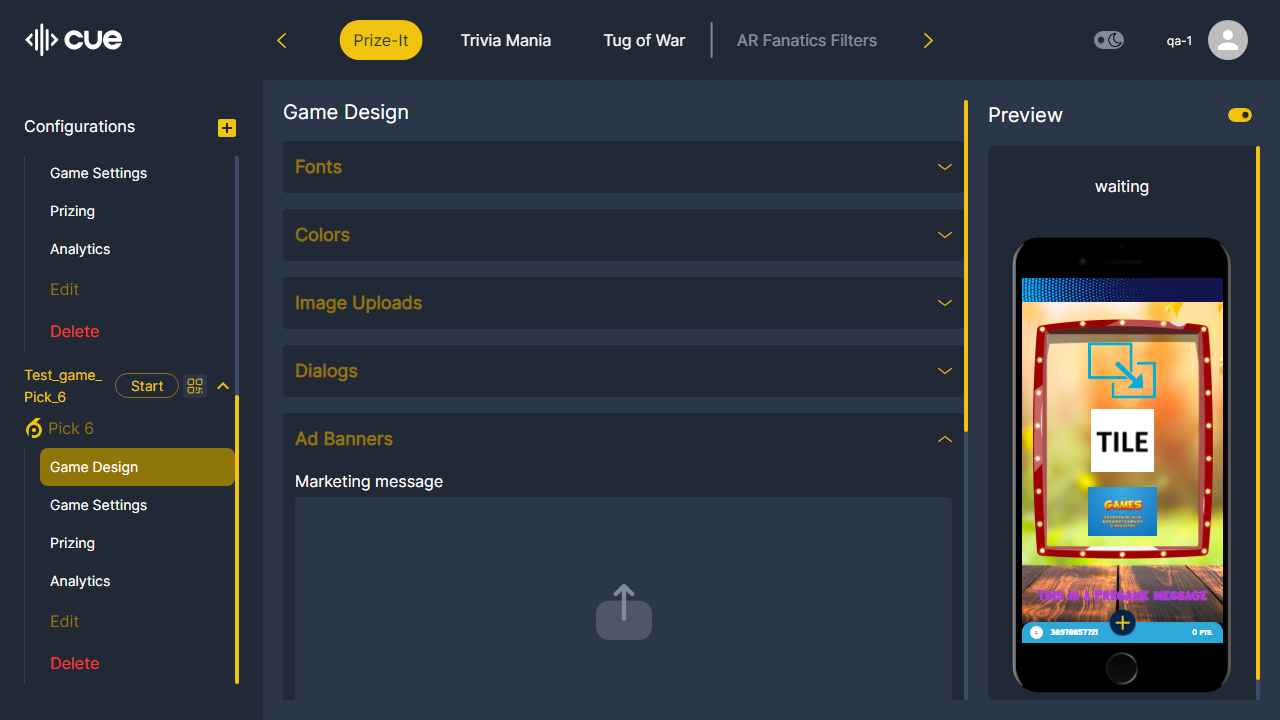 cue
Prize-It
Trivia Mania
Tug of War
AR Fanatics Filters
qa-1
Configurations
Game Settings
Prizing
Analytics
Edit
Delete
Test_game_
Pick_6
Start
Pick 6
Game Design
Game Settings
Prizing
Analytics
Edit
Delete
Game Design
Fonts
Colors
Image Uploads
Dialogs
Ad Banners
Marketing message
Preview
waiting
TILE
GAMES
This is a Pregame message
38978857721
0 PTS.